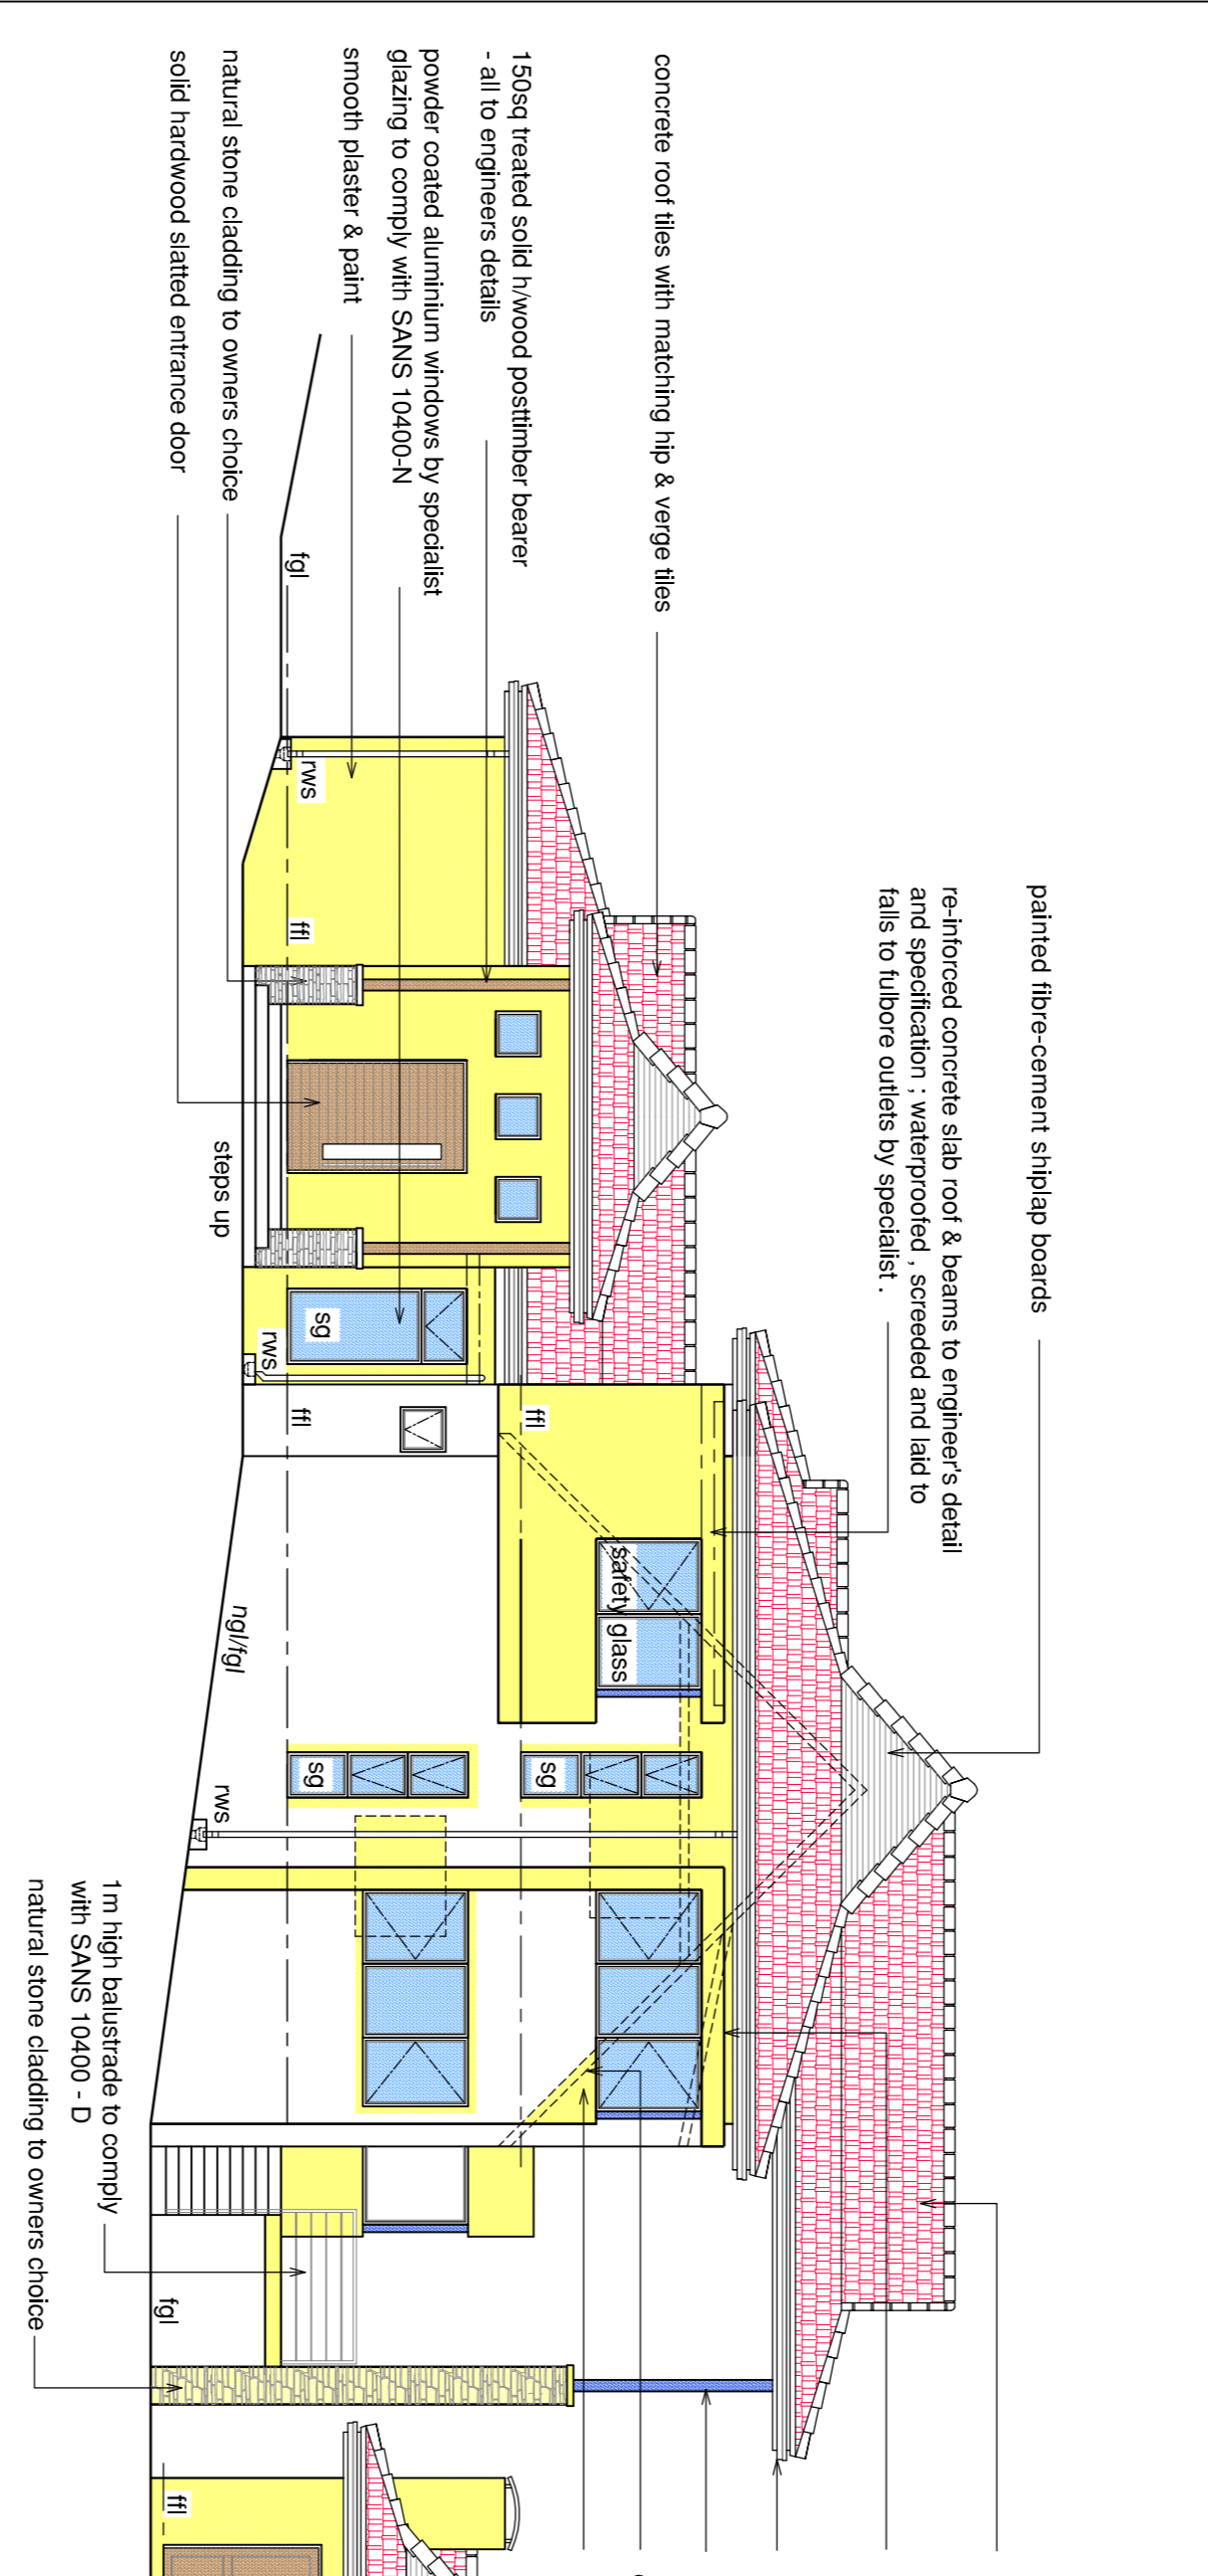 painted fibre-cement shiplap boards
re-inforced concrete slab roof & beams to engineer's detail
and specification ; waterproofed , screeded and laid to
falls to fulbore outlets by specialist .
concrete roof tiles with matching hip & verge tiles
150sq treated solid h/wood posttimber bearer
- all to engineers details
powder coated aluminium windows by specialist
glazing to comply with SANS 10400-N
smooth plaster & paint
natural stone cladding to owners choice
solid hardwood slatted entrance door
fgl
rws
ffl
steps up
sg
rws
ffl
ffl
safety glass
ngl/fgl
sg
sg
rws
1m high balustrade to comply
with SANS 10400 - D
natural stone cladding to owners choice
fgl
ffl